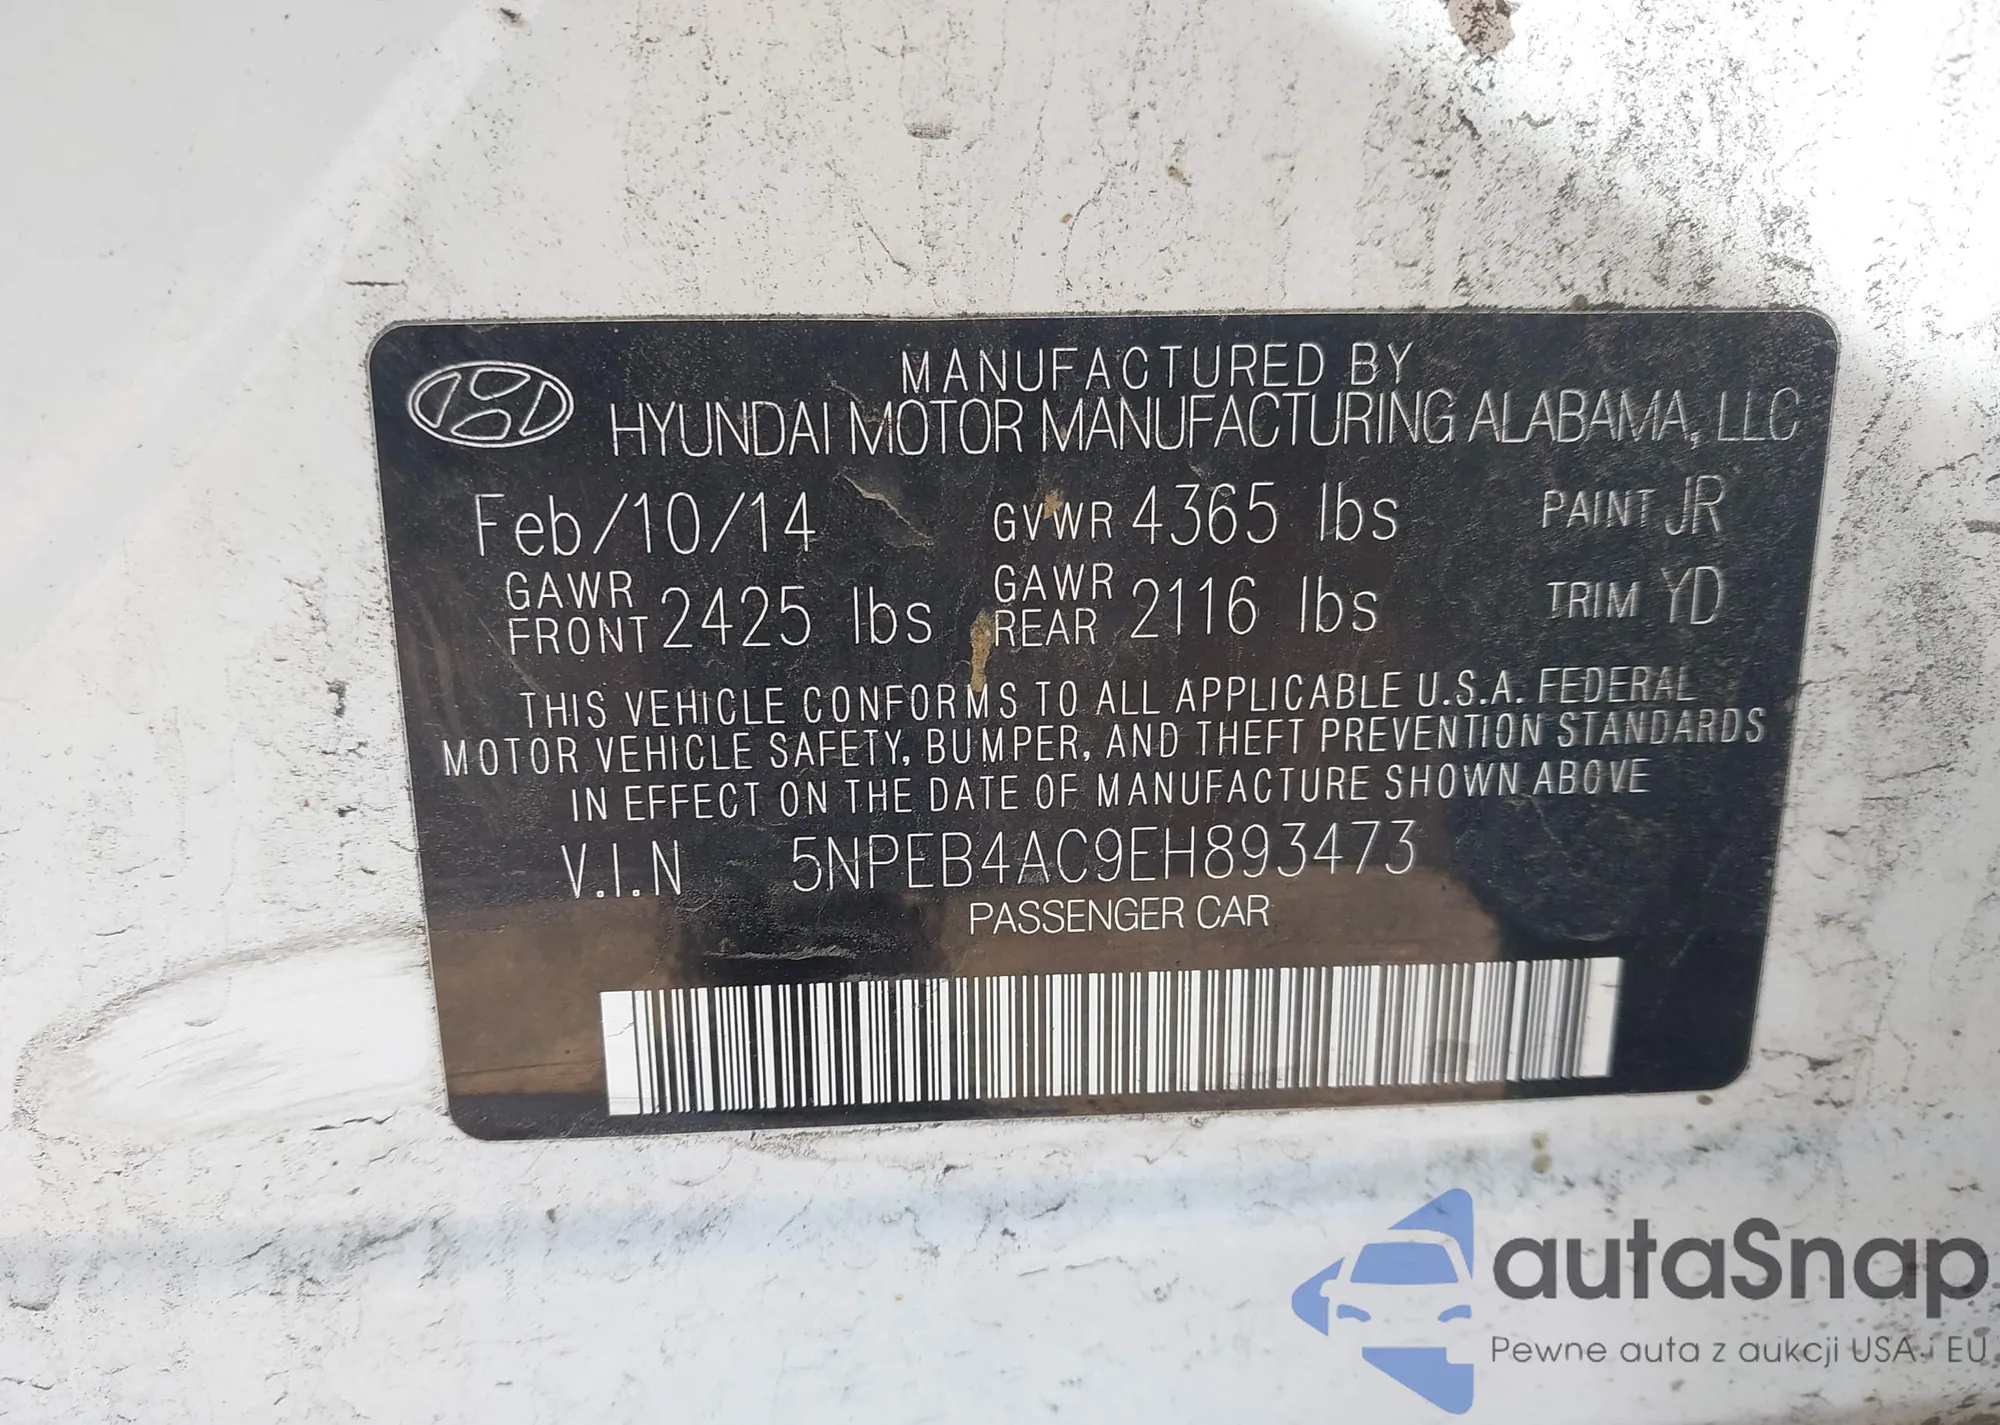 MANUFACTURED BY
HYUNDAI MOTOR MANUFACTURING ALABAMA, LLC
Feb/10/14 GVWR 4365 lbs PAINT JR
GAWR FRONT 2425 lbs GAWR REAR 2116 lbs TRIM YD
THIS VEHICLE CONFORMS TO ALL APPLICABLE U.S.A. FEDERAL
MOTOR VEHICLE SAFETY, BUMPER, AND THEFT PREVENTION STANDARDS
IN EFFECT ON THE DATE OF MANUFACTURE SHOWN ABOVE
V.I.N 5NPEB4AC9EH893473
PASSENGER CAR
autaSnap
Pewne auta z aukcji USA i EU